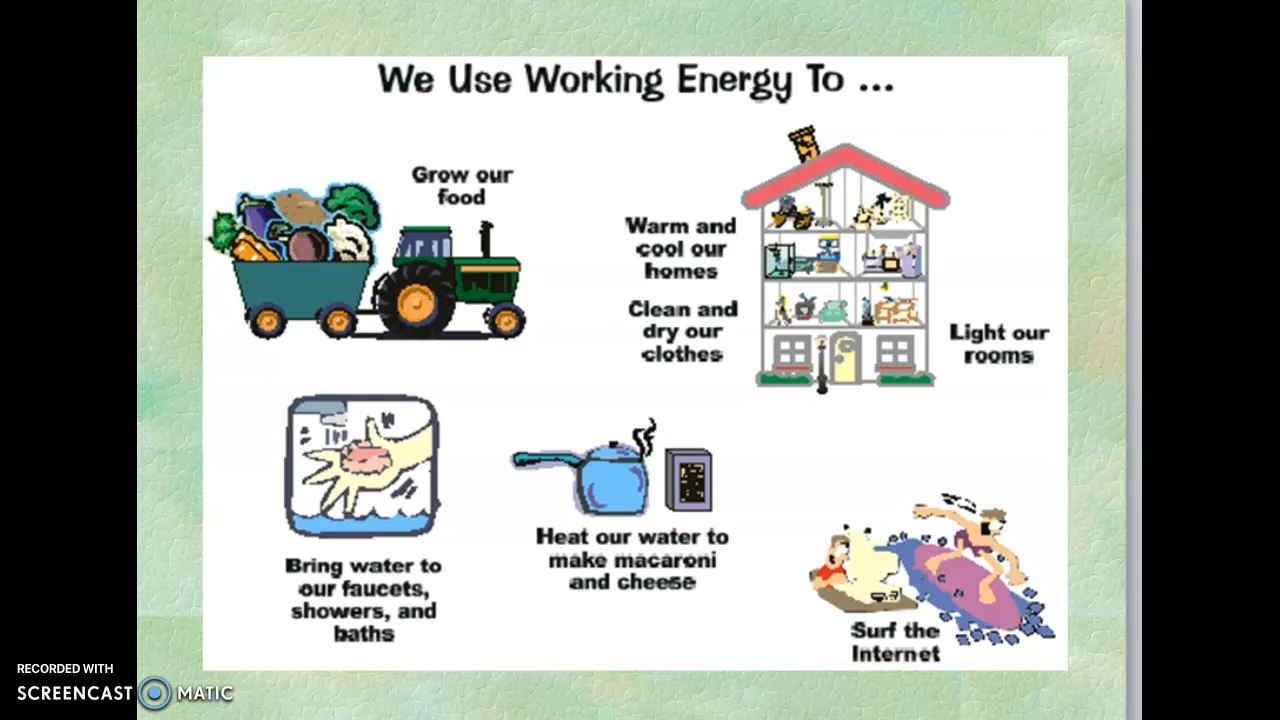 We Use Working Energy To ...
Grow our
food
Warm and
cool our
homes
Clean and
dry our
clothes
Light our
rooms
Bring water to
our faucets,
showers, and
baths
Heat our water to
make macaroni
and cheese
Surf the
Internet
RECORDED WITH
SCREENCAST MATIC